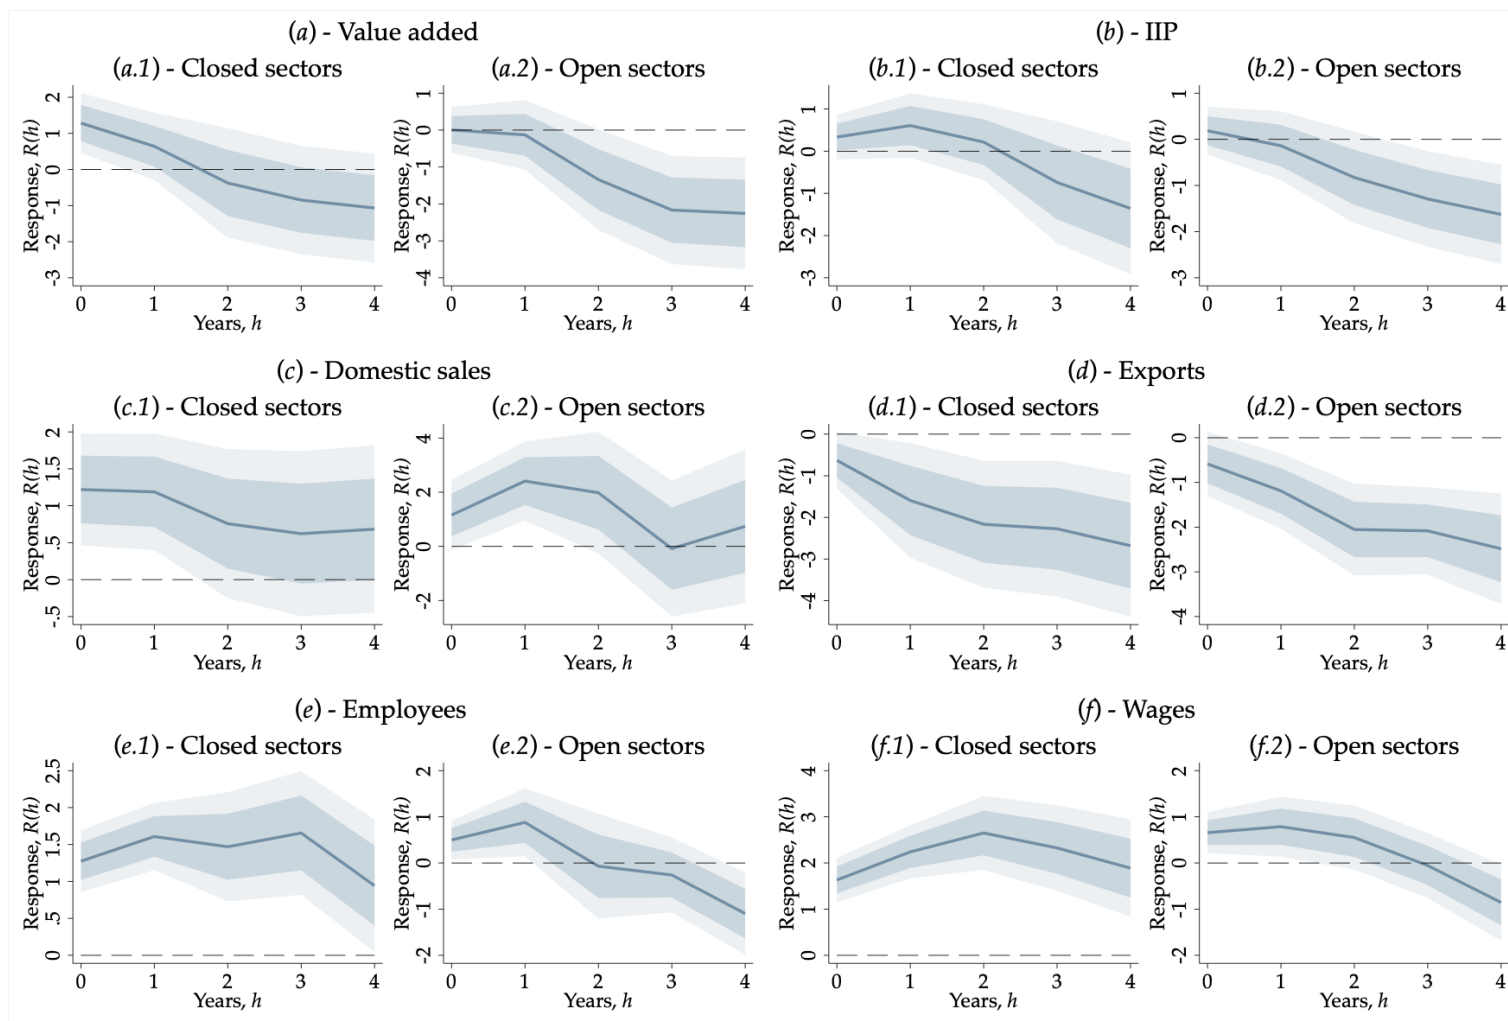 (a) - Value added
(a.1) - Closed sectors
Response, R(h)
2
1
0
-1
-2
-3
0 1 2 3 4
Years, h
(a.2) - Open sectors
Response, R(h)
1
0
-1
-2
-3
-4
0 1 2 3 4
Years, h
(b) - IIP
(b.1) - Closed sectors
Response, R(h)
1
0
-1
-2
-3
0 1 2 3 4
Years, h
(b.2) - Open sectors
Response, R(h)
1
0
-1
-2
-3
0 1 2 3 4
Years, h
(c) - Domestic sales
(c.1) - Closed sectors
Response, R(h)
2
1.5
1
.5
0
-.5
0 1 2 3 4
Years, h
(c.2) - Open sectors
Response, R(h)
4
2
0
-2
0 1 2 3 4
Years, h
(d) - Exports
(d.1) - Closed sectors
Response, R(h)
0
-1
-2
-3
-4
0 1 2 3 4
Years, h
(d.2) - Open sectors
Response, R(h)
0
-1
-2
-3
-4
0 1 2 3 4
Years, h
(e) - Employees
(e.1) - Closed sectors
Response, R(h)
2.5
2
1.5
1
.5
0
0 1 2 3 4
Years, h
(e.2) - Open sectors
Response, R(h)
2
1
0
-1
-2
0 1 2 3 4
Years, h
(f) - Wages
(f.1) - Closed sectors
Response, R(h)
4
3
2
1
0
0 1 2 3 4
Years, h
(f.2) - Open sectors
Response, R(h)
2
1
0
-1
-2
0 1 2 3 4
Years, h